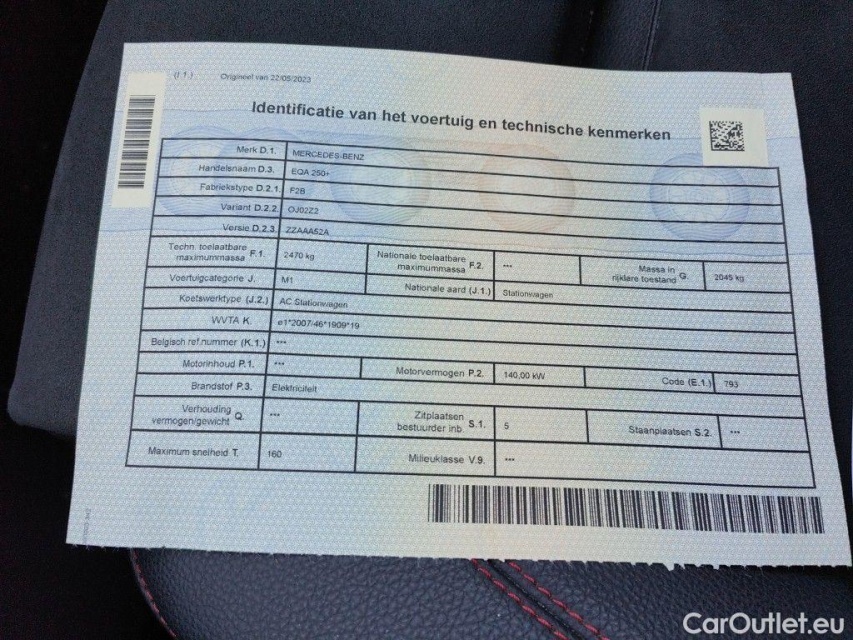 (I.1.) Origineel van 22/05/2023
Identificatie van het voertuig en technische kenmerken
Merk D.1. MERCEDES-BENZ
Handelsnaam D.3. EQA 250+
Fabriekstype D.2.1. F2B
Variant D.2.2. OJ02Z2
Versie D.2.3. ZZAAA52A
Techn. toelaatbare maximummassa F.1. 2470 kg Nationale toelaatbare maximummassa F.2. --- Massa in rijklare toestand G. 2045 kg
Voertuigcategorie J. M1 Nationale aard (J.1.) Stationwagen
Koetswerktype (J.2.) AC Stationwagen
WVTA K. e1*2007/46*1909*19
Belgisch ref.nummer (K.1.) ---
Motorinhoud P.1. --- Motorvermogen P.2. 140,00 kW Code (E.1.) 793
Brandstof P.3. Elektriciteit
Verhouding vermogen/gewicht Q. --- Zitplaatsen bestuurder inb S.1. 5 Staanplaatsen S.2. ---
Maximum snelheid T. 160 Milieuklasse V.9. ---
CarOutlet.eu